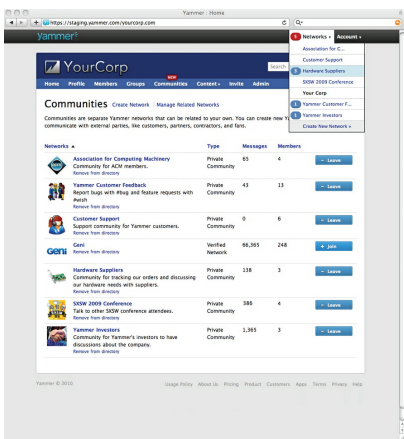 Yammer : Home
https://staging.yammer.com/yourcorp.com
Q
yammer
5 Networks Account
Association for C...
Customer Support
3 Hardware Suppliers
SXSW 2009 Conference
Your Corp
1 Yammer Customer F...
1 Yammer Investors
Create New Network »
YourCorp
Search
NEW
Home Profile Members Groups Communities Content Invite Admin
Communities Create Network | Manage Related Networks
Communities are separate Yammer networks that can be related to your own. You can create new
communicate with external parties, like customers, partners, contractors, and fans.
Networks Type Messages Members
Association for Computing Machinery Private 65 4 Leave
Community for ACM members. Community
Remove from directory
Yammer Customer Feedback Private 43 13 Leave
Report bugs with #bug and feature requests with Community
#wish
Remove from directory
Customer Support Private 0 6 Leave
Support community for Yammer customers. Community
Remove from directory
Geni Geni Verified 66,365 248 + Join
Remove from directory Network
Hardware Suppliers Private 138 3 Leave
Community for tracking our orders and discussing Community
our hardware needs with suppliers.
Remove from directory
SXSW 2009 Conference Private 386 4 Leave
Talk to other SXSW conference attendees. Community
Remove from directory
Yammer Investors Private 1,365 3 Leave
Community for Yammer's investors to have Community
discussions about the company.
Remove from directory
Yammer © 2010 Usage Policy About Us Pricing Product Customers Apps Terms Privacy Help